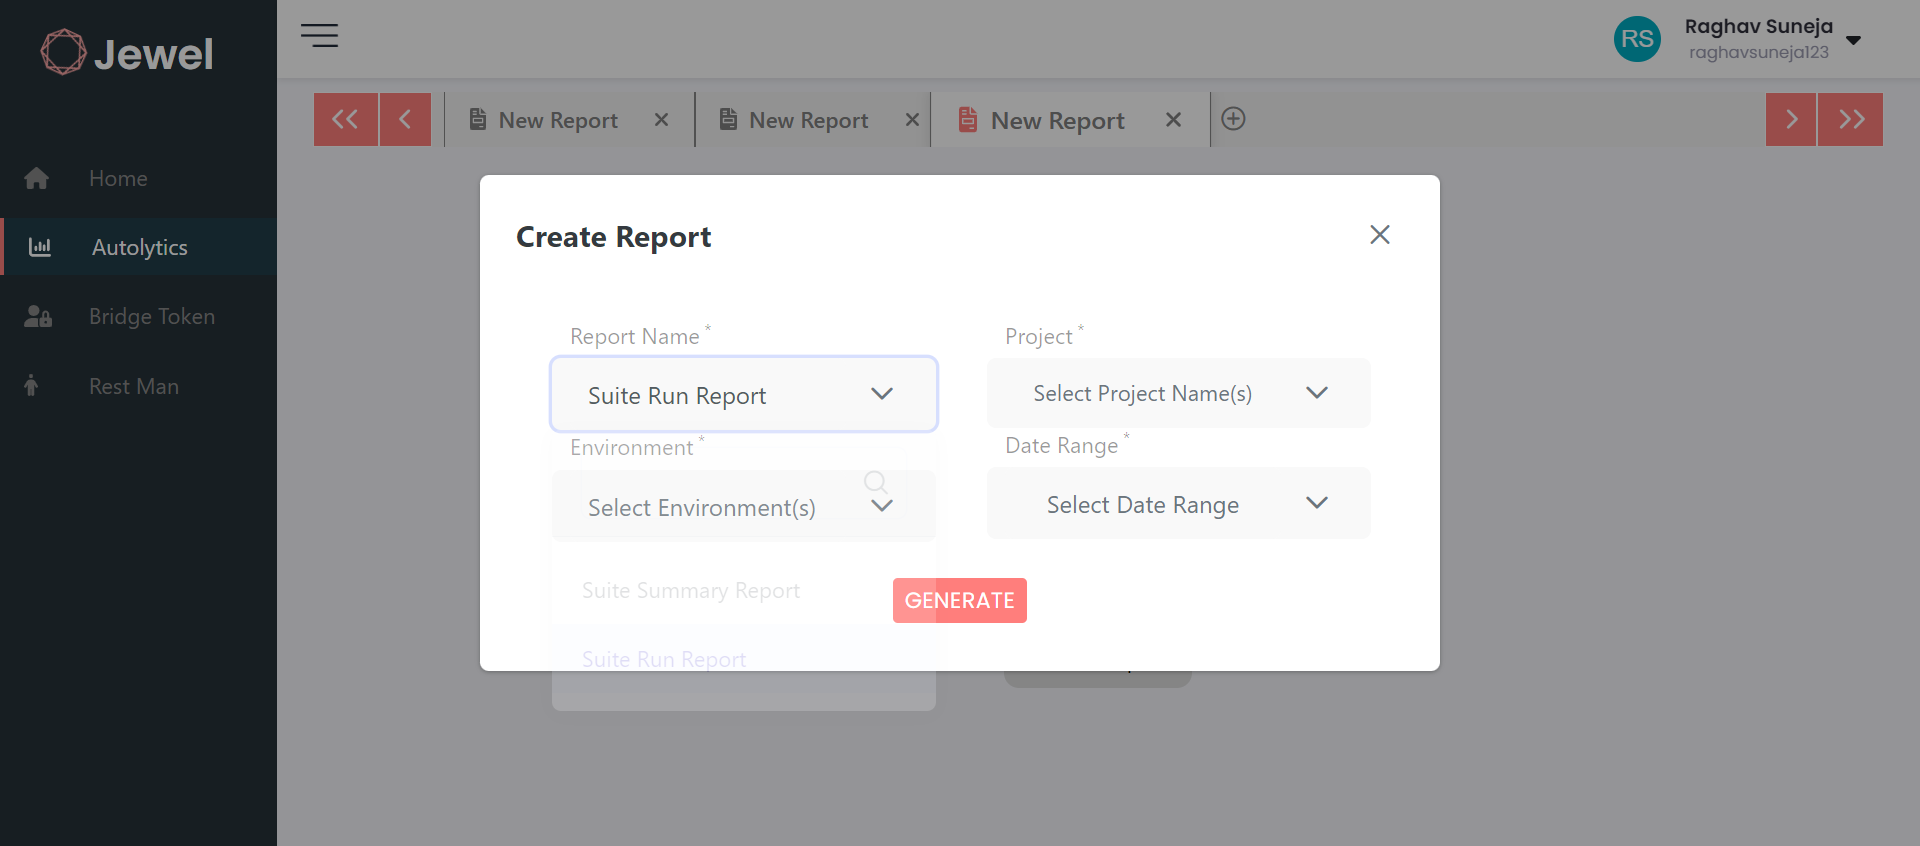 Jewel
RS
Raghav Suneja
raghavsuneja123
New Report
New Report
New Report
Home
Autolytics
Bridge Token
Rest Man
Create Report
Report Name *
Project *
Suite Run Report
Select Project Name(s)
Environment *
Date Range *
Select Environment(s)
Select Date Range
Suite Summary Report
GENERATE
Suite Run Report